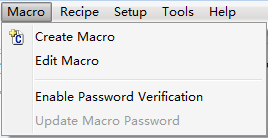 Macro Recipe Setup Tools Help
Create Macro
Edit Macro
Enable Password Verification
Update Macro Password